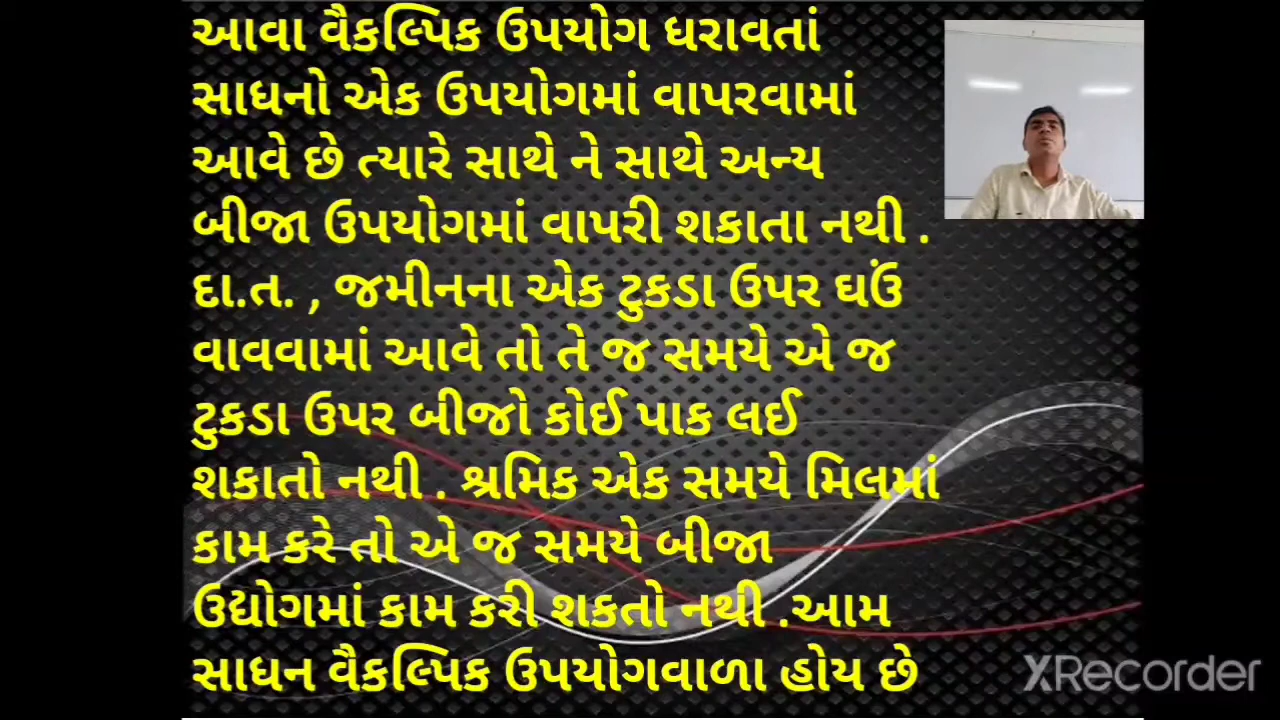 આવા વૈકલ્પિક ઉપયોગ ધરાવતાં
સાધનો એક ઉપયોગમાં વાપરવામાં
આવે છે ત્યારે સાથે ને સાથે અન્ય
બીજા ઉપયોગમાં વાપરી શકાતા નથી .
દા.ત. , જમીનના એક ટુકડા ઉપર ઘઉં
વાવવામાં આવે તો તે જ સમયે એ જ
ટુકડા ઉપર બીજો કોઈ પાક લઈ
શકાતો નથી . શ્રમિક એક સમયે મિલમાં
કામ કરે તો એ જ સમયે બીજા
ઉદ્યોગમાં કામ કરી શકતો નથી .આમ
સાધન વૈકલ્પિક ઉપયોગવાળા હોય છે
XRecorder